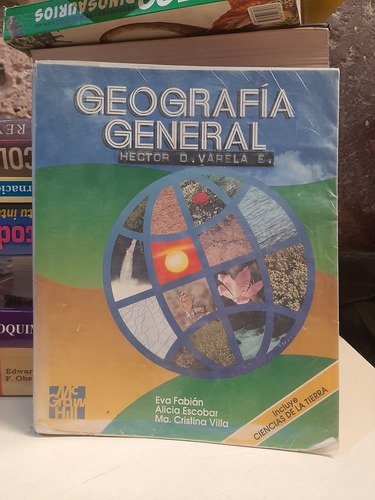 DINOSAURIOS
GEOGRAFÍA
GENERAL
HECTOR D. VARELA E.
Mc
Graw
Hill
Eva Fabián
Alicia Escobar
Ma. Cristina Villa
incluye
CIENCIAS DE LA TIERRA
Edwar
F. Obe